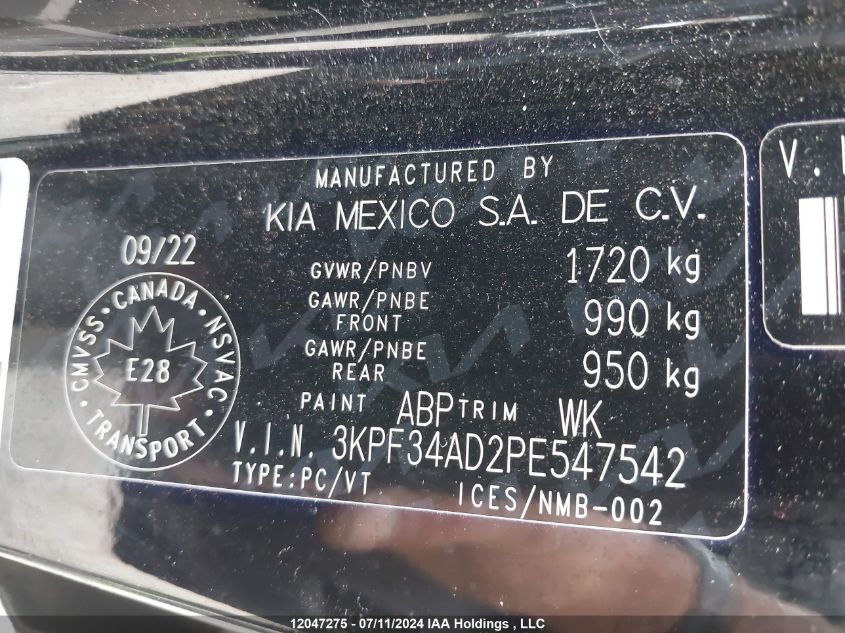 MANUFACTURED BY
KIA MEXICO S.A. DE C.V.
09/22
GVWR/PNBV 1720 kg
GAWR/PNBE FRONT 990 kg
GAWR/PNBE REAR 950 kg
PAINT ABP TRIM WK
V.I.N. 3KPF34AD2PE547542
TYPE:PC/VT ICES/NMB-002
CMVSS · CANADA · NSVAC · TRANSPORT ·
E28
V.
12047275 - 07/11/2024 IAA Holdings , LLC